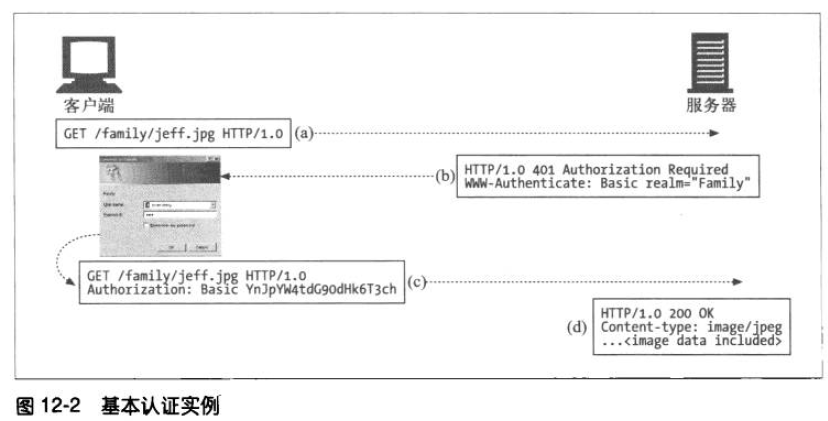 客户端
服务器
GET /family/jeff.jpg HTTP/1.0
(a)
(b)
HTTP/1.0 401 Authorization Required
WWW-Authenticate: Basic realm="Family"
GET /family/jeff.jpg HTTP/1.0
Authorization: Basic YnJpYW4tdG90dHk6T3ch
(c)
(d)
HTTP/1.0 200 OK
Content-type: image/jpeg
...<image data included>
图 12-2 基本认证实例